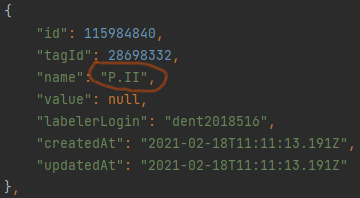 {
"id": 115984840,
"tagId": 28698332,
"name": "P.II",
"value": null,
"labelerLogin": "dent2018516",
"createdAt": "2021-02-18T11:11:13.191Z",
"updatedAt": "2021-02-18T11:11:13.191Z"
},